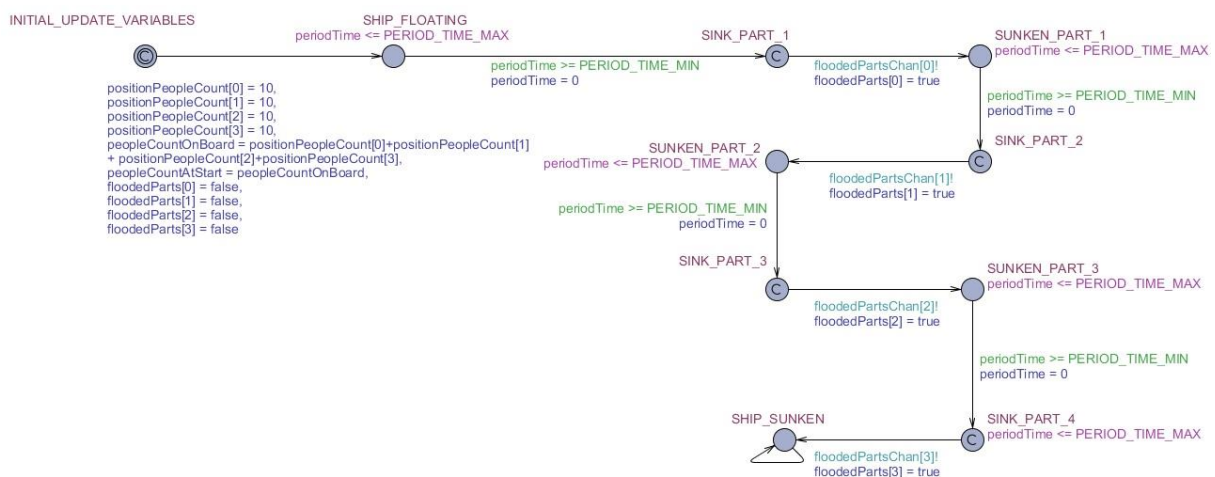 INITIAL_UPDATE_VARIABLES
SHIP_FLOATING
periodTime <= PERIOD_TIME_MAX
SINK_PART_1
SUNKEN_PART_1
periodTime <= PERIOD_TIME_MAX
C
C
periodTime >= PERIOD_TIME_MIN
periodTime = 0
floodedPartsChan[0]!
floodedParts[0] = true
positionPeopleCount[0] = 10,
positionPeopleCount[1] = 10,
positionPeopleCount[2] = 10,
positionPeopleCount[3] = 10,
peopleCountOnBoard = positionPeopleCount[0]+positionPeopleCount[1]
+ positionPeopleCount[2]+positionPeopleCount[3],
peopleCountAtStart = peopleCountOnBoard,
floodedParts[0] = false,
floodedParts[1] = false,
floodedParts[2] = false,
floodedParts[3] = false
periodTime >= PERIOD_TIME_MIN
periodTime = 0
SINK_PART_2
C
SUNKEN_PART_2
periodTime <= PERIOD_TIME_MAX
floodedPartsChan[1]!
floodedParts[1] = true
periodTime >= PERIOD_TIME_MIN
periodTime = 0
SINK_PART_3
C
SUNKEN_PART_3
periodTime <= PERIOD_TIME_MAX
floodedPartsChan[2]!
floodedParts[2] = true
periodTime >= PERIOD_TIME_MIN
periodTime = 0
SHIP_SUNKEN
SINK_PART_4
C
periodTime <= PERIOD_TIME_MAX
floodedPartsChan[3]!
floodedParts[3] = true